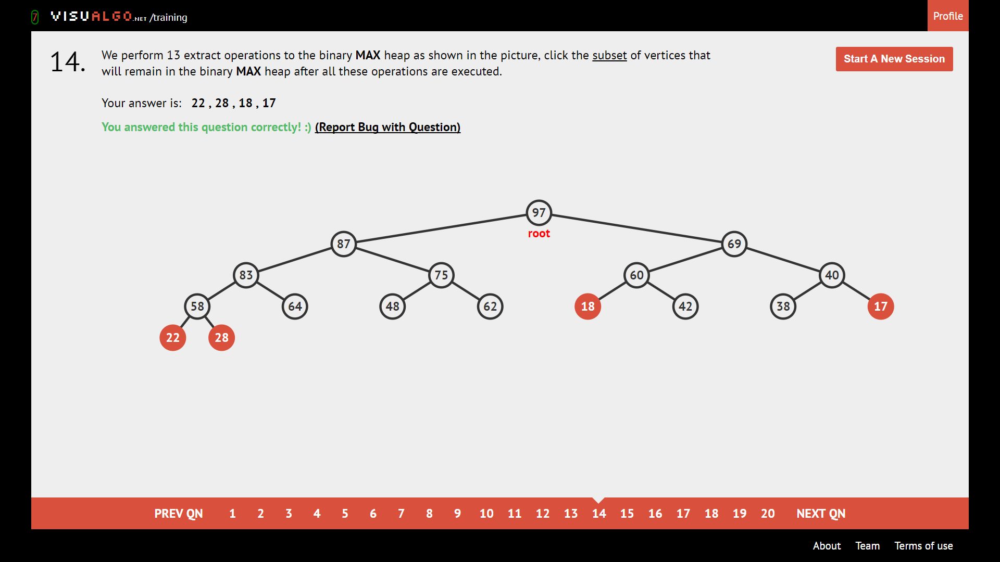 7 VISUALGO.NET /training
Profile
14.
We perform 13 extract operations to the binary MAX heap as shown in the picture, click the subset of vertices that
will remain in the binary MAX heap after all these operations are executed.
Start A New Session
Your answer is: 22 , 28 , 18 , 17
You answered this question correctly! :) (Report Bug with Question)
97
root
87 69
83 75 60 40
58 64 48 62 18 42 38 17
22 28
PREV QN 1 2 3 4 5 6 7 8 9 10 11 12 13 14 15 16 17 18 19 20 NEXT QN
About Team Terms of use